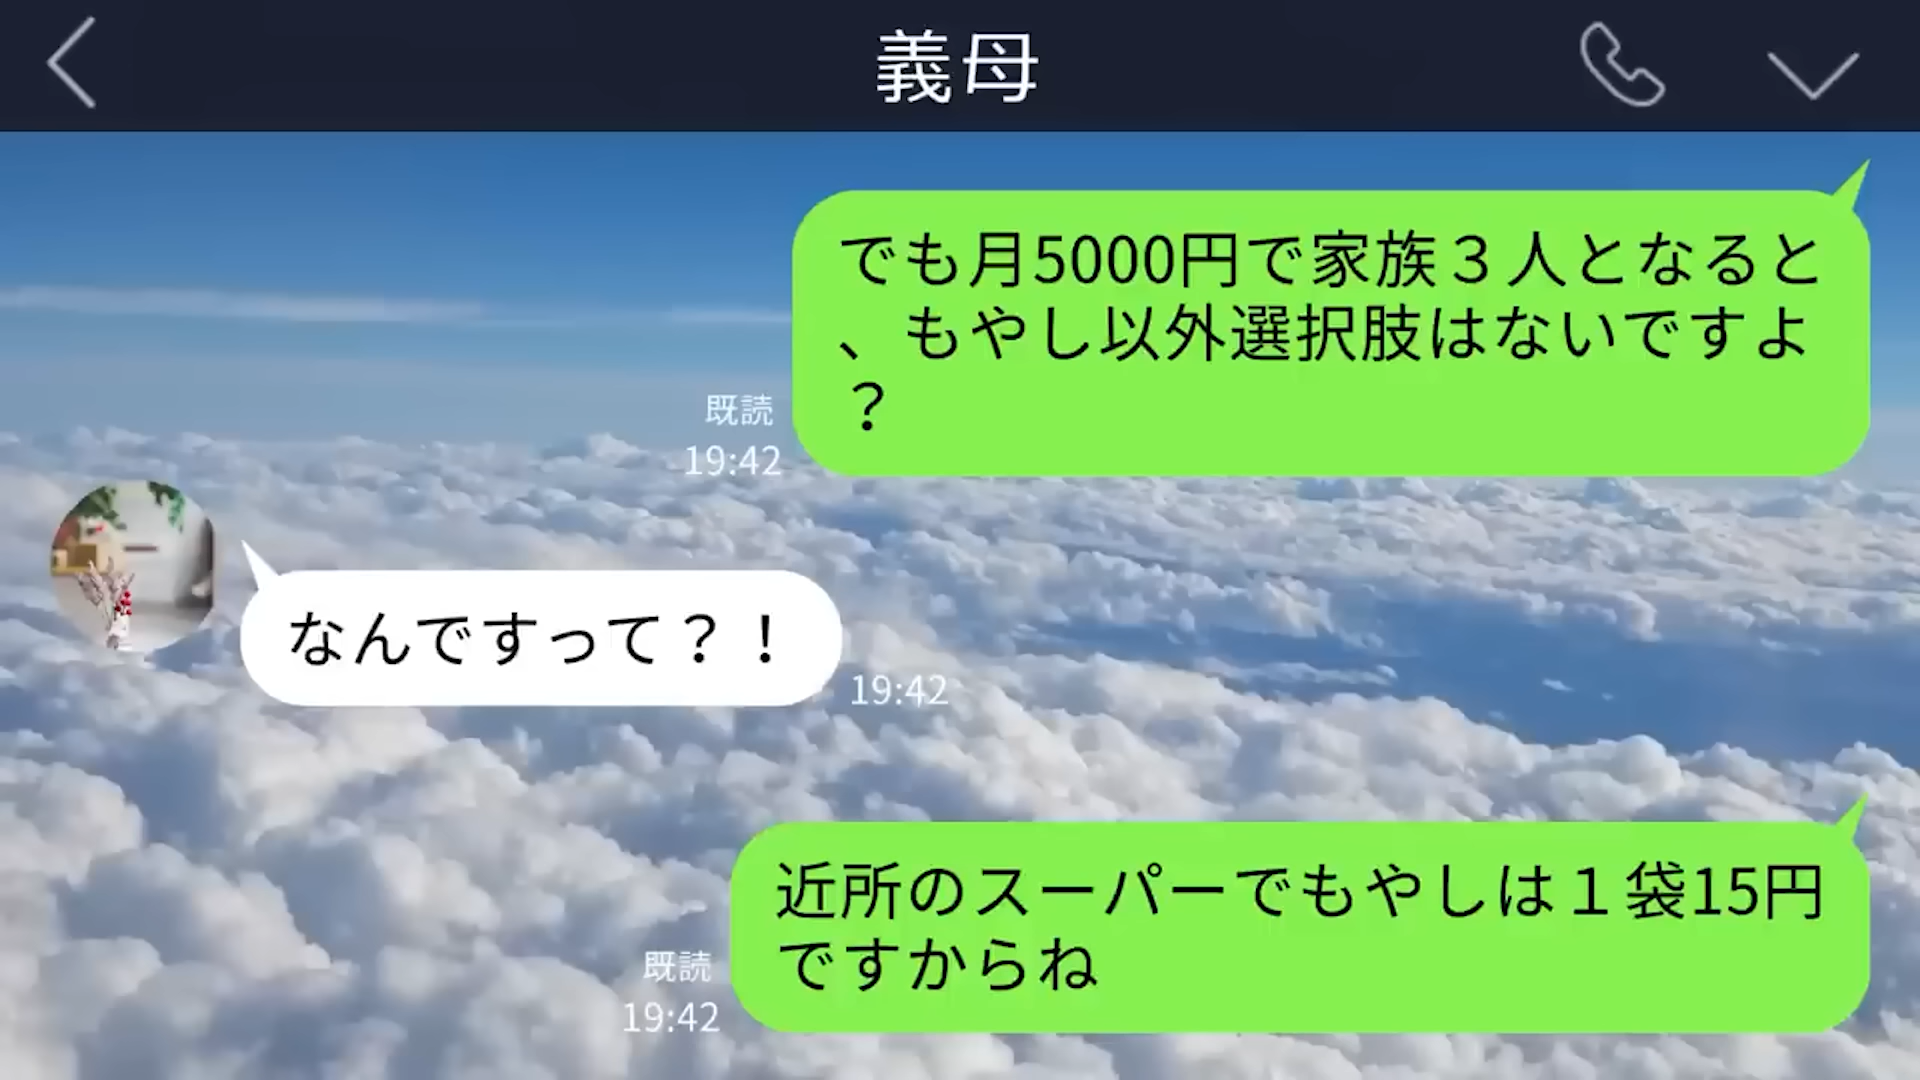 義母
でも月5000円で家族３人となると
、もやし以外選択肢はないですよ
？
既読
19:42
なんですって？！
19:42
近所のスーパーでもやしは１袋15円
ですからね
既読
19:42